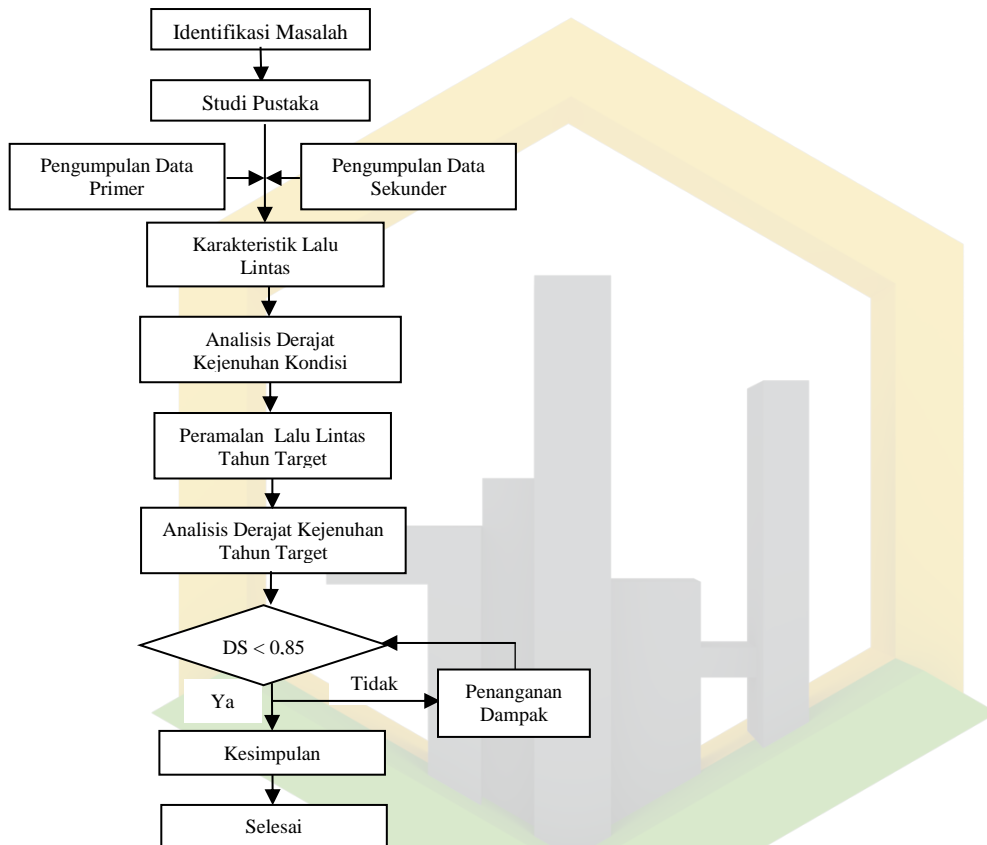 Identifikasi Masalah
Studi Pustaka
Pengumpulan Data
Primer
Pengumpulan Data
Sekunder
Karakteristik Lalu
Lintas
Analisis Derajat
Kejenuhan Kondisi
Peramalan Lalu Lintas
Tahun Target
Analisis Derajat Kejenuhan
Tahun Target
DS < 0,85
Ya
Tidak
Penanganan
Dampak
Kesimpulan
Selesai